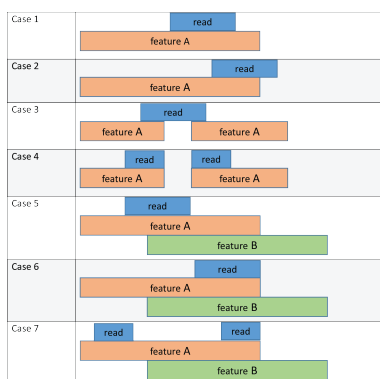 Case 1
read
feature A
Case 2
read
feature A
Case 3
read
feature A feature A
Case 4
read read
feature A feature A
Case 5
read
feature A
feature B
Case 6
read
feature A
feature B
Case 7
read read
feature A
feature B